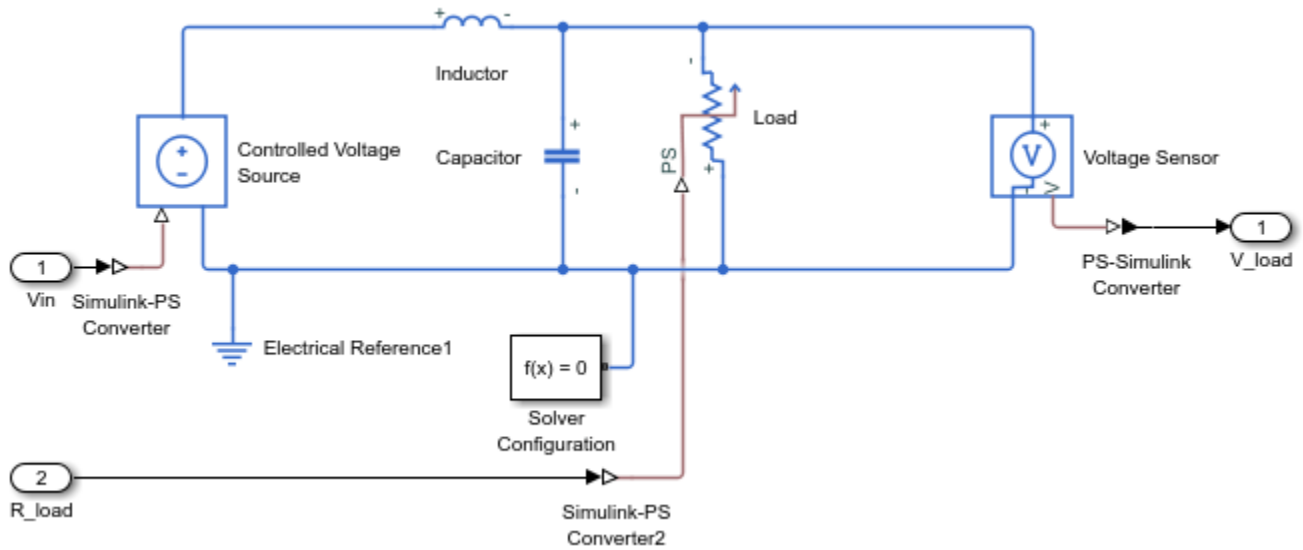 +
-
Inductor
-
Load
+
Capacitor
-
PS
+
+
-
Controlled Voltage
Source
+
V
-
V
Voltage Sensor
1
Vin
Simulink-PS
Converter
PS-Simulink
Converter
1
V_load
Electrical Reference1
f(x) = 0
Solver
Configuration
2
R_load
Simulink-PS
Converter2